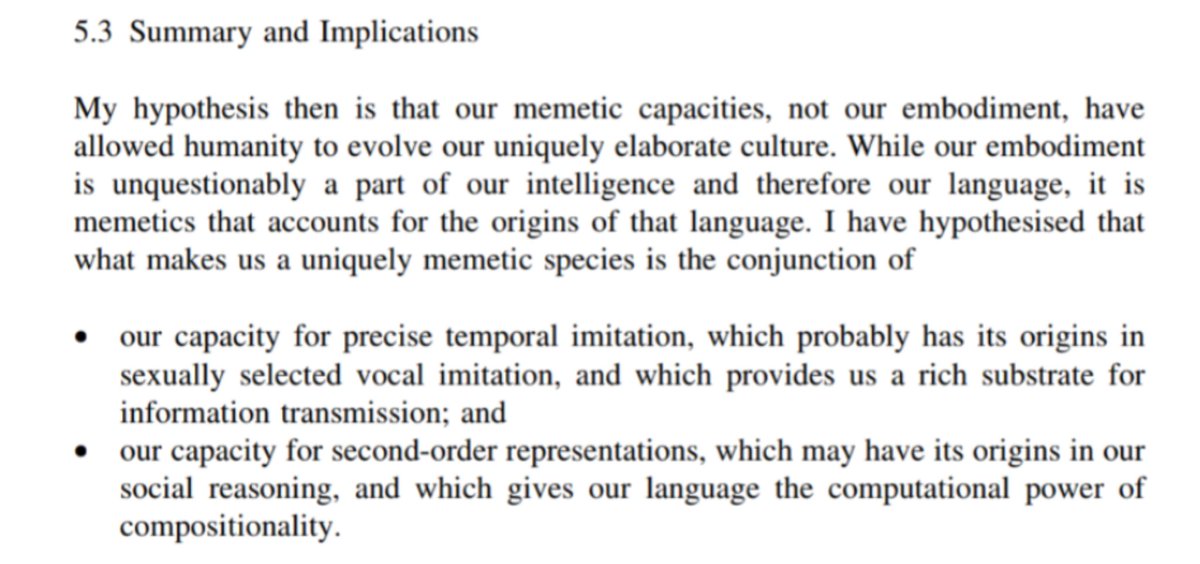 5.3 Summary and Implications
My hypothesis then is that our memetic capacities, not our embodiment, have
allowed humanity to evolve our uniquely elaborate culture. While our embodiment
is unquestionably a part of our intelligence and therefore our language, it is
memetics that accounts for the origins of that language. I have hypothesised that
what makes us a uniquely memetic species is the conjunction of
• our capacity for precise temporal imitation, which probably has its origins in
sexually selected vocal imitation, and which provides us a rich substrate for
information transmission; and
• our capacity for second-order representations, which may have its origins in our
social reasoning, and which gives our language the computational power of
compositionality.